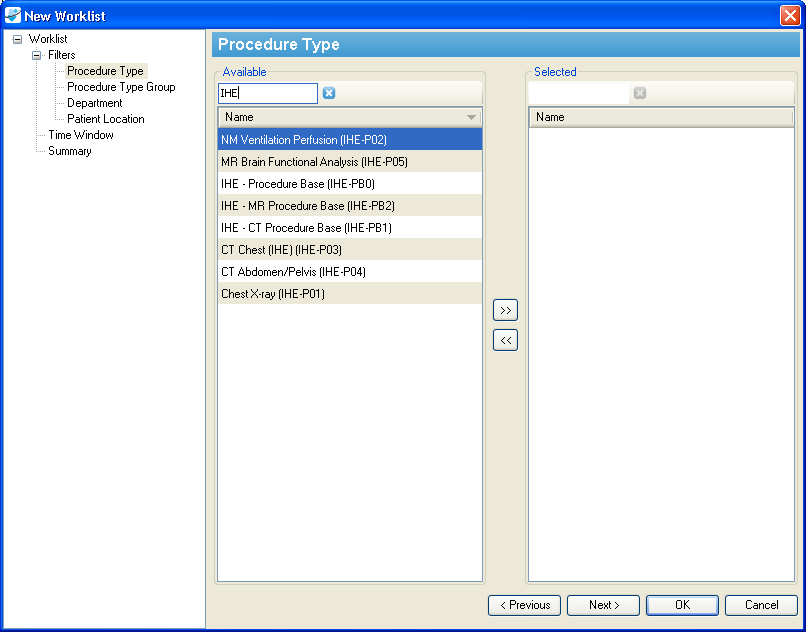 New Worklist
Worklist
Filters
Procedure Type
Procedure Type Group
Department
Patient Location
Time Window
Summary
Procedure Type
Available
IHE
Name
NM Ventilation Perfusion (IHE-P02)
MR Brain Functional Analysis (IHE-P05)
IHE - Procedure Base (IHE-PB0)
IHE - MR Procedure Base (IHE-PB2)
IHE - CT Procedure Base (IHE-PB1)
CT Chest (IHE) (IHE-P03)
CT Abdomen/Pelvis (IHE-P04)
Chest X-ray (IHE-P01)
>>
<<
Selected
Name
< Previous
Next >
OK
Cancel